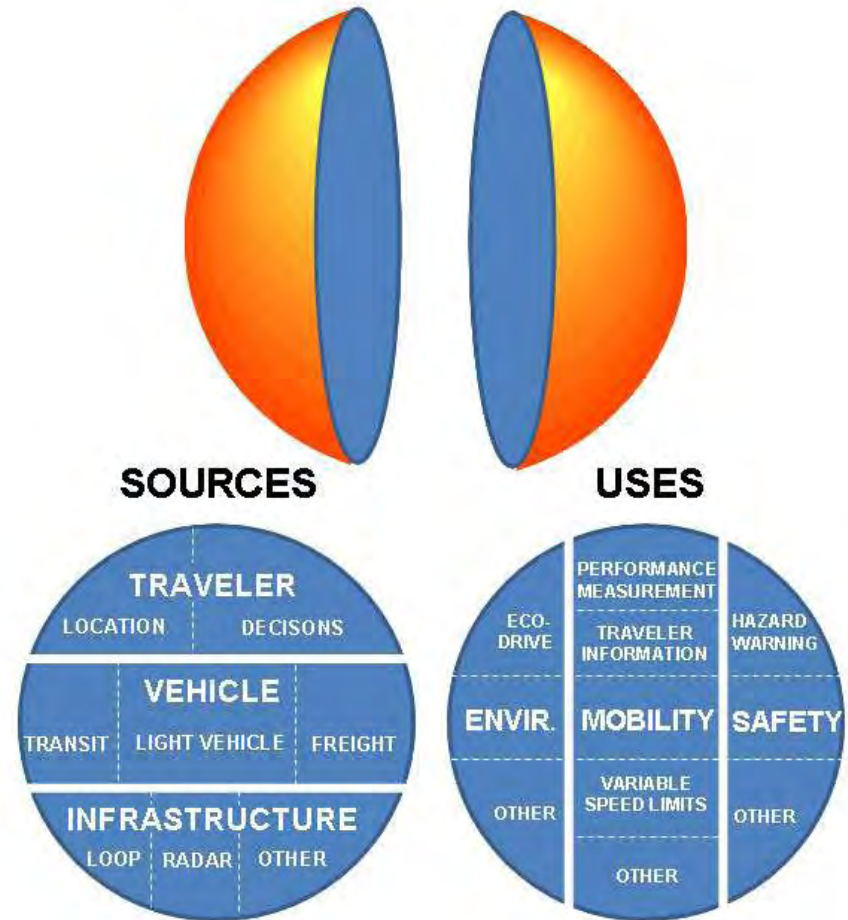 SOURCES
USES
TRAVELER
LOCATION
DECISONS
VEHICLE
TRANSIT
LIGHT VEHICLE
FREIGHT
INFRASTRUCTURE
LOOP
RADAR
OTHER
ECO-
DRIVE
ENVIR.
OTHER
PERFORMANCE
MEASUREMENT
TRAVELER
INFORMATION
MOBILITY
VARIABLE
SPEED LIMITS
OTHER
HAZARD
WARNING
SAFETY
OTHER